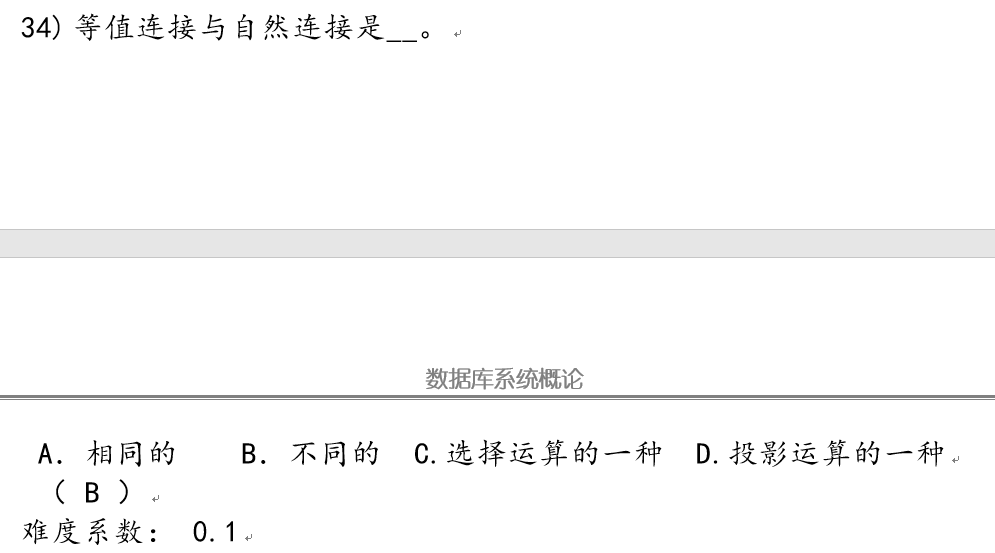 34) 等值连接与自然连接是__。
数据库系统概论
A. 相同的 B. 不同的 C.选择运算的一种 D.投影运算的一种
( B )
难度系数： 0.1